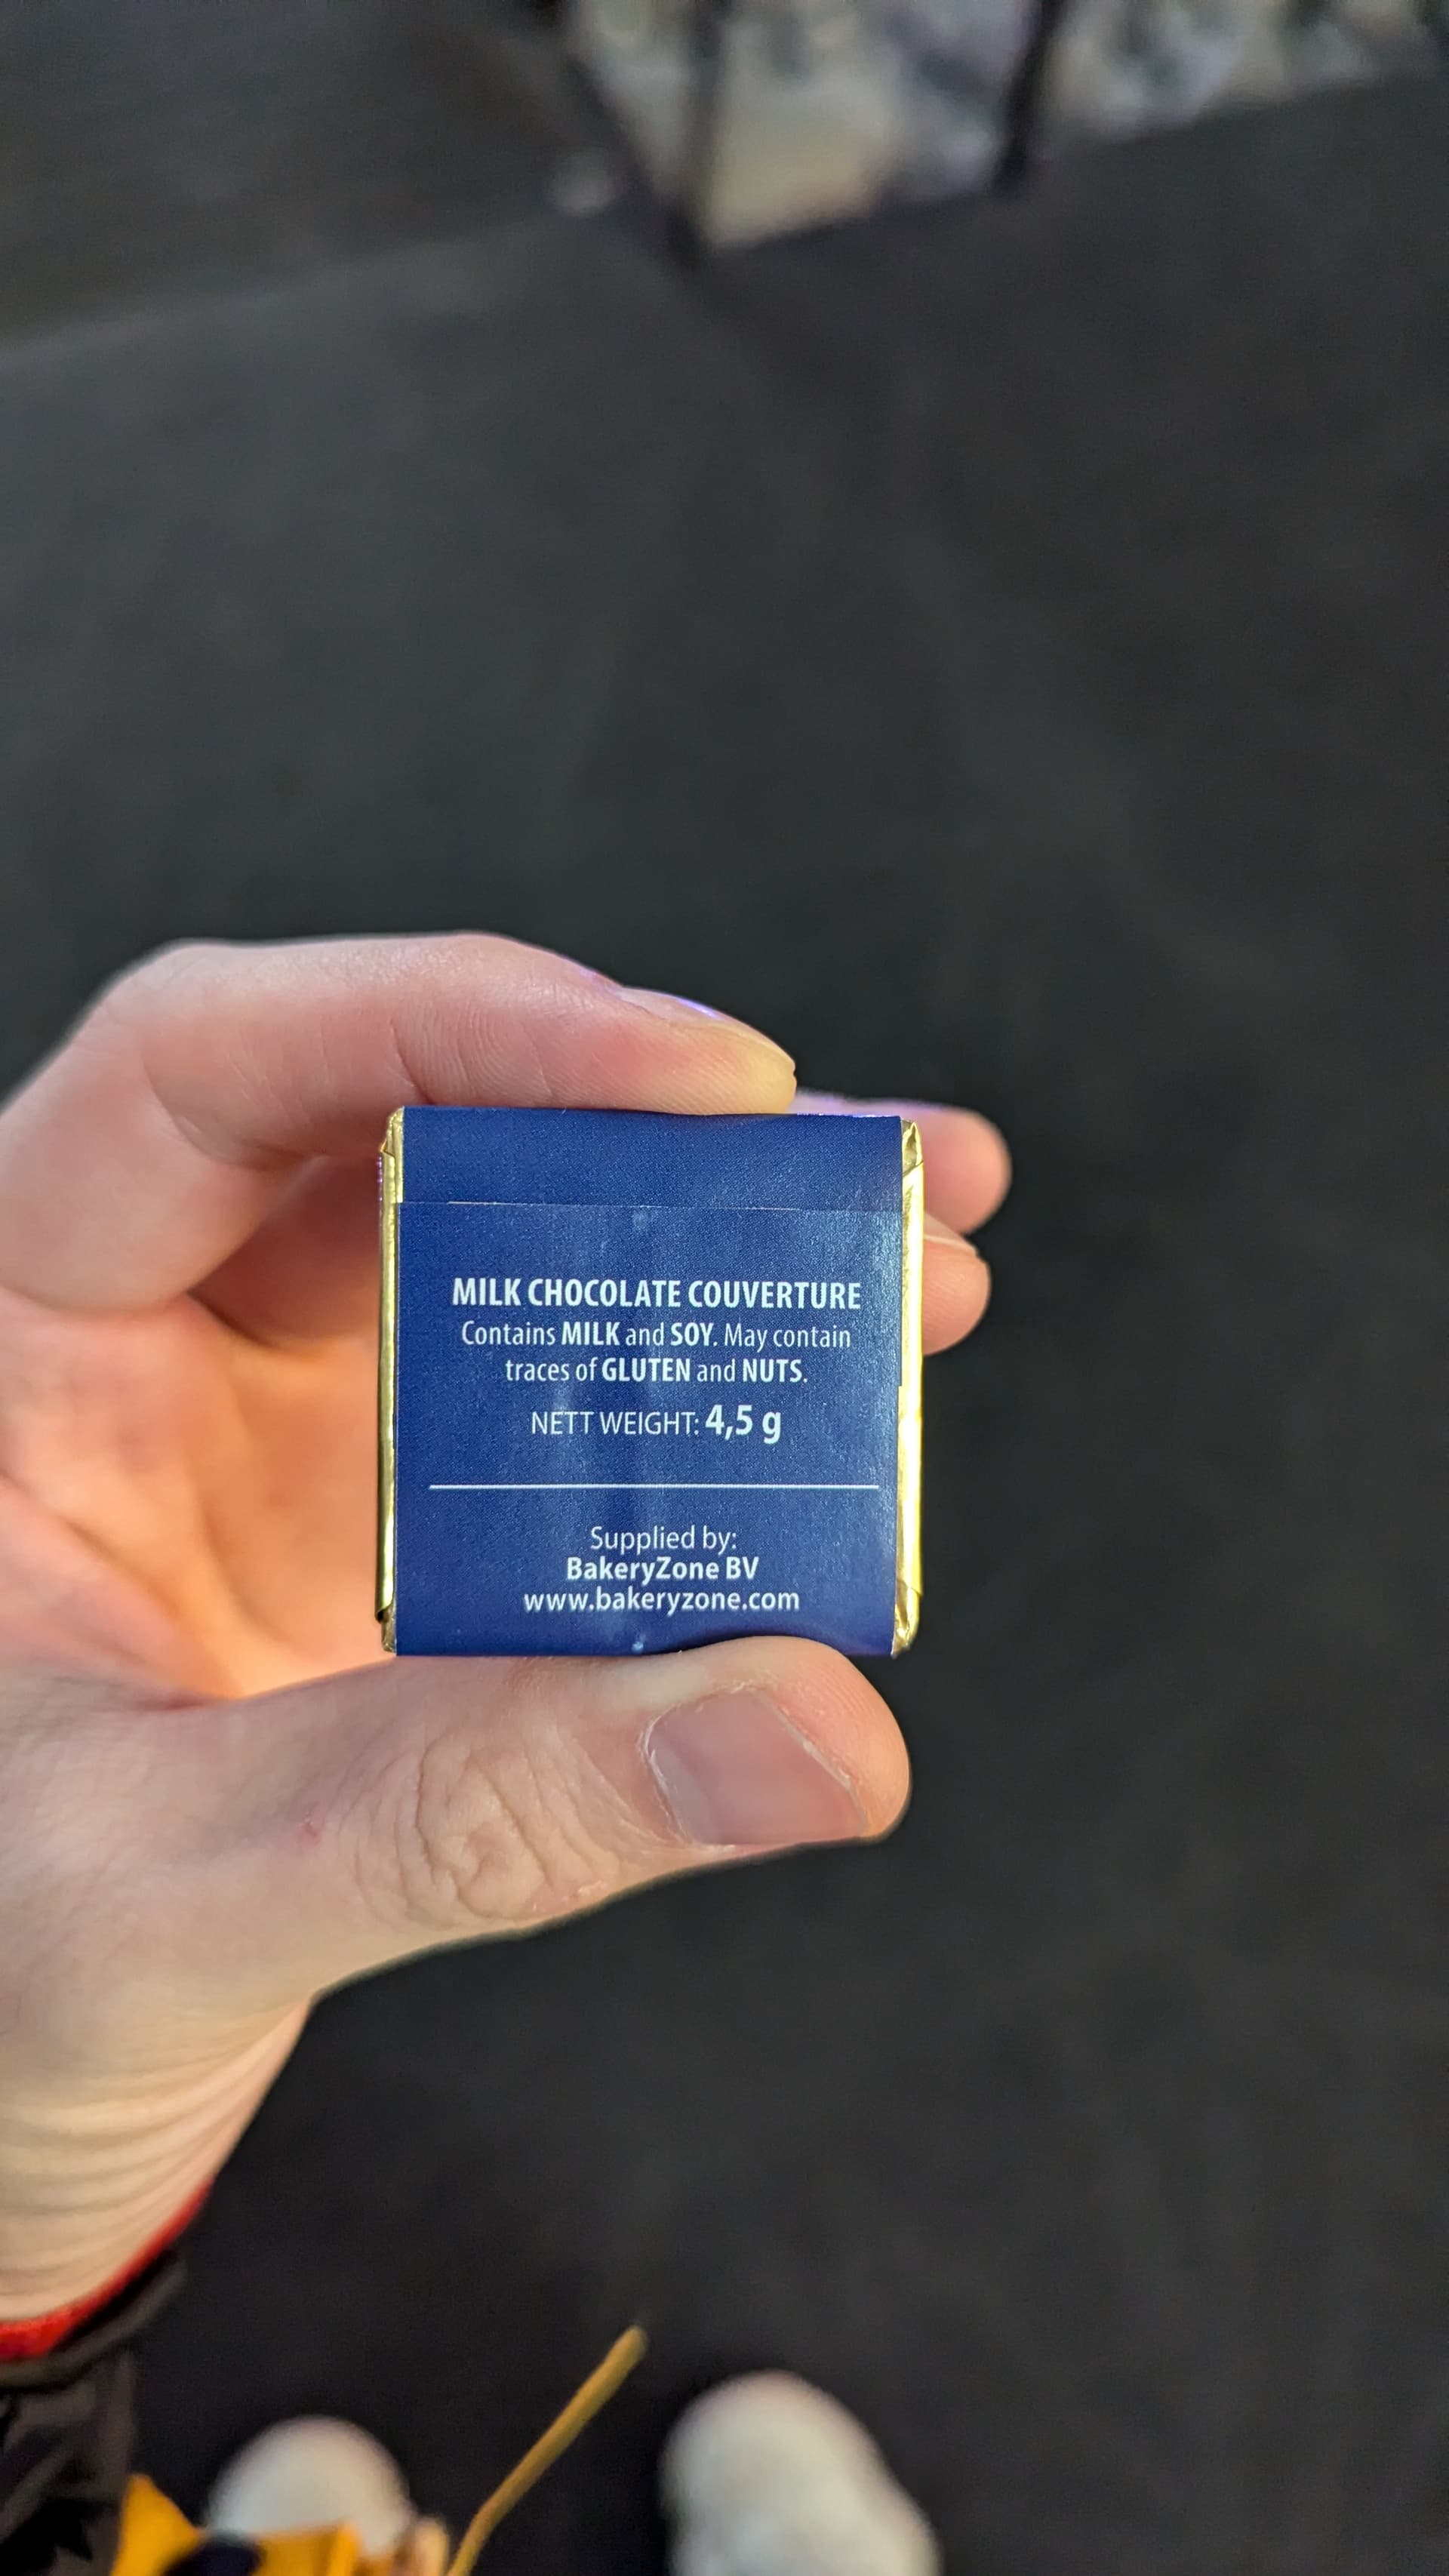 MILK CHOCOLATE COUVERTURE
Contains MILK and SOY. May contain
traces of GLUTEN and NUTS.
NETT WEIGHT: 4,5 g
Supplied by:
BakeryZone BV
www.bakeryzone.com